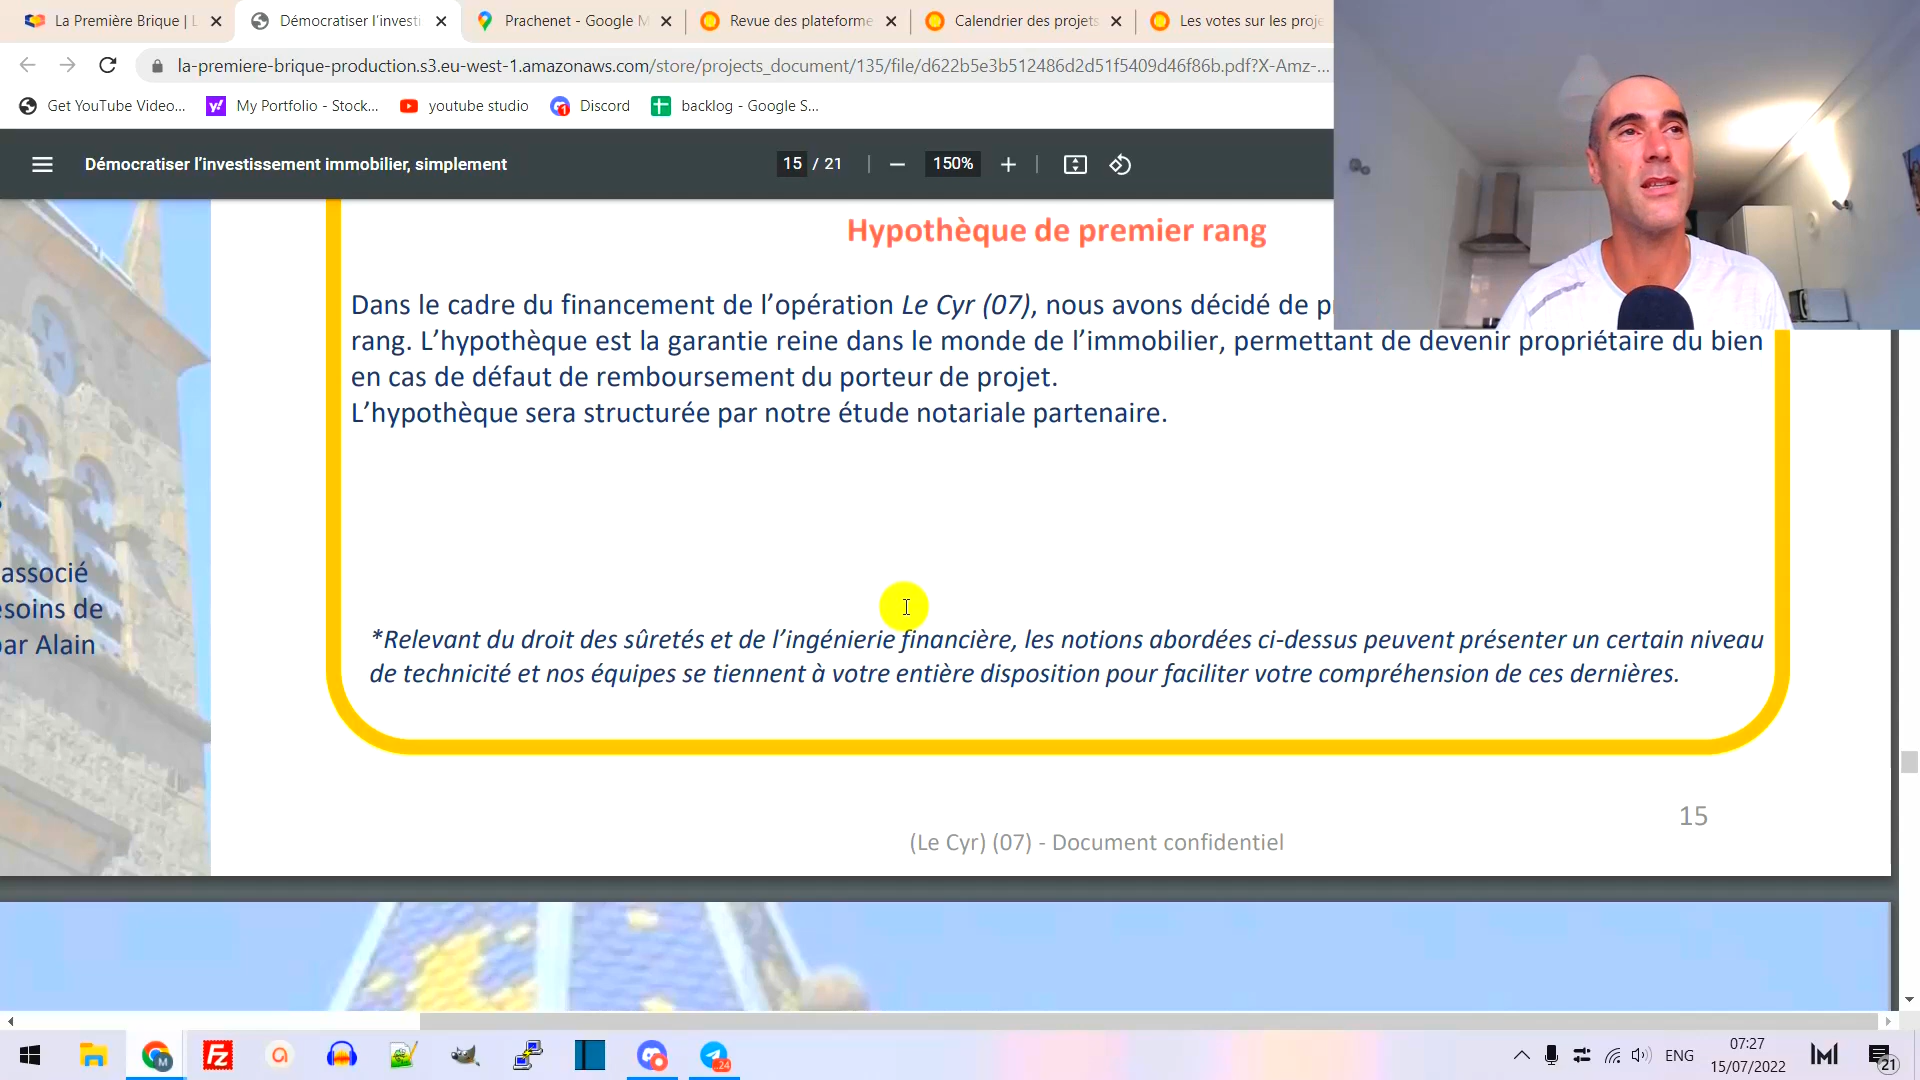 La Première Brique | L
Démocratiser l'investi
Prachenet - Google M
Revue des plateforme
Calendrier des projets
Les votes sur les proje
la-premiere-brique-production.s3.eu-west-1.amazonaws.com/store/projects_document/135/file/d622b5e3b512486d2d51f5409d46f86b.pdf?X-Amz-...
Get YouTube Video...
My Portfolio - Stock...
youtube studio
Discord
backlog - Google S...
Démocratiser l'investissement immobilier, simplement
15 / 21
150%
Hypothèque de premier rang
Dans le cadre du financement de l'opération Le Cyr (07), nous avons décidé de p
rang. L'hypothèque est la garantie reine dans le monde de l'immobilier, permettant de devenir propriétaire du bien
en cas de défaut de remboursement du porteur de projet.
L'hypothèque sera structurée par notre étude notariale partenaire.
associé
esoins de
par Alain
*Relevant du droit des sûretés et de l'ingénierie financière, les notions abordées ci-dessus peuvent présenter un certain niveau
de technicité et nos équipes se tiennent à votre entière disposition pour faciliter votre compréhension de ces dernières.
15
(Le Cyr) (07) - Document confidentiel
ENG
07:27
15/07/2022
21
24